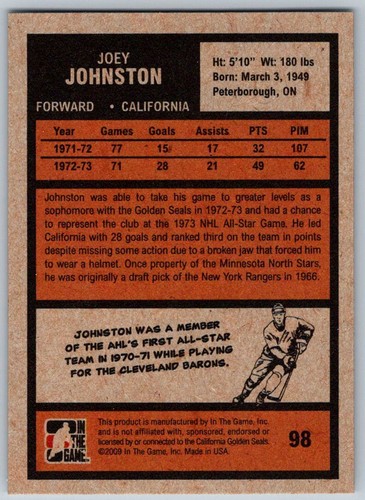 JOEY
JOHNSTON
FORWARD • CALIFORNIA
Ht: 5'10" Wt: 180 lbs
Born: March 3, 1949
Peterborough, ON
Year Games Goals Assists PTS PIM
1971-72 77 15 17 32 107
1972-73 71 28 21 49 62
Johnston was able to take his game to greater levels as a
sophomore with the Golden Seals in 1972-73 and had a chance
to represent the club at the 1973 NHL All-Star Game. He led
California with 28 goals and ranked third on the team in points
despite missing some action due to a broken jaw that forced him
to wear a helmet. Once property of the Minnesota North Stars,
he was originally a draft pick of the New York Rangers in 1966.
JOHNSTON WAS A MEMBER
OF THE AHL'S FIRST ALL-STAR
TEAM IN 1970-71 WHILE PLAYING
FOR THE CLEVELAND BARONS.
IN
THE
GAME
This product is manufactured by In The Game, Inc.
and is not affiliated with, sponsored, endorsed or
licensed by or connected to the California Golden Seals.
©2009 In The Game, Inc. Made in USA.
98